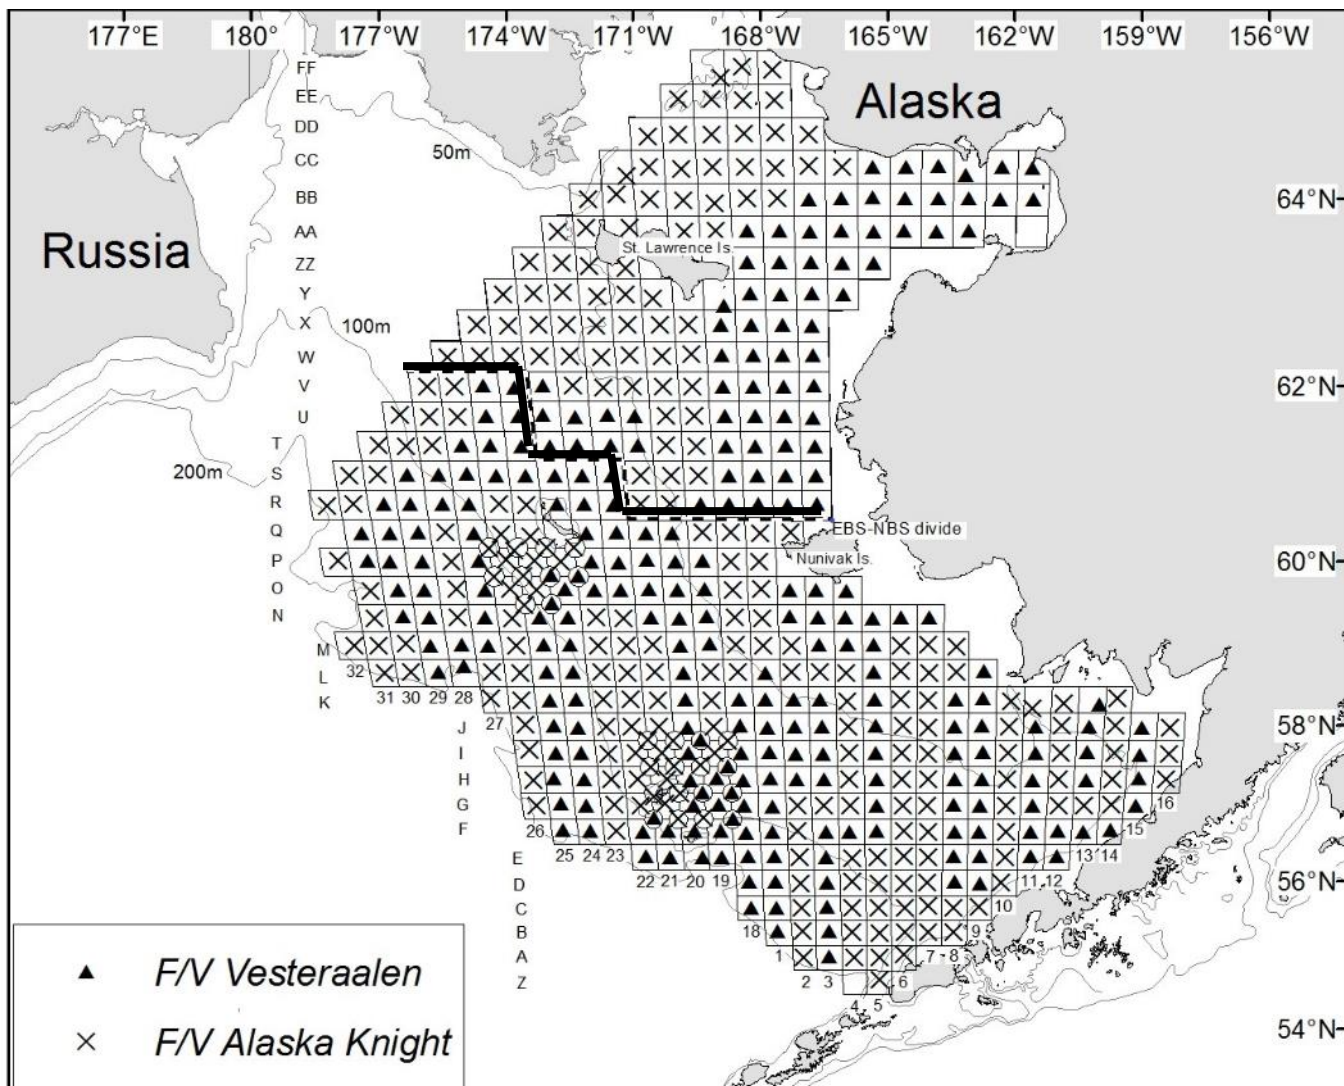 177°E 180° 177°W 174°W 171°W 168°W 165°W 162°W 159°W 156°W
FF
EE
DD
CC
BB
AA
ZZ
Y
X
W
V
U
T
S
R
Q
P
O
N
M
L
K
J
I
H
G
F
E
D
C
B
A
Z
Alaska
Russia
50m
100m
200m
64°N
62°N
60°N
58°N
56°N
54°N
St. Lawrence Is.
EBS-NBS divide
Nunivak Is.
32
31 30 29 28
27
26
25 24 23
22 21 20 19
18
1
2 3
4 5
6
7 8
9
10
11 12
13 14
15
16
F/V Vesteraalen
F/V Alaska Knight